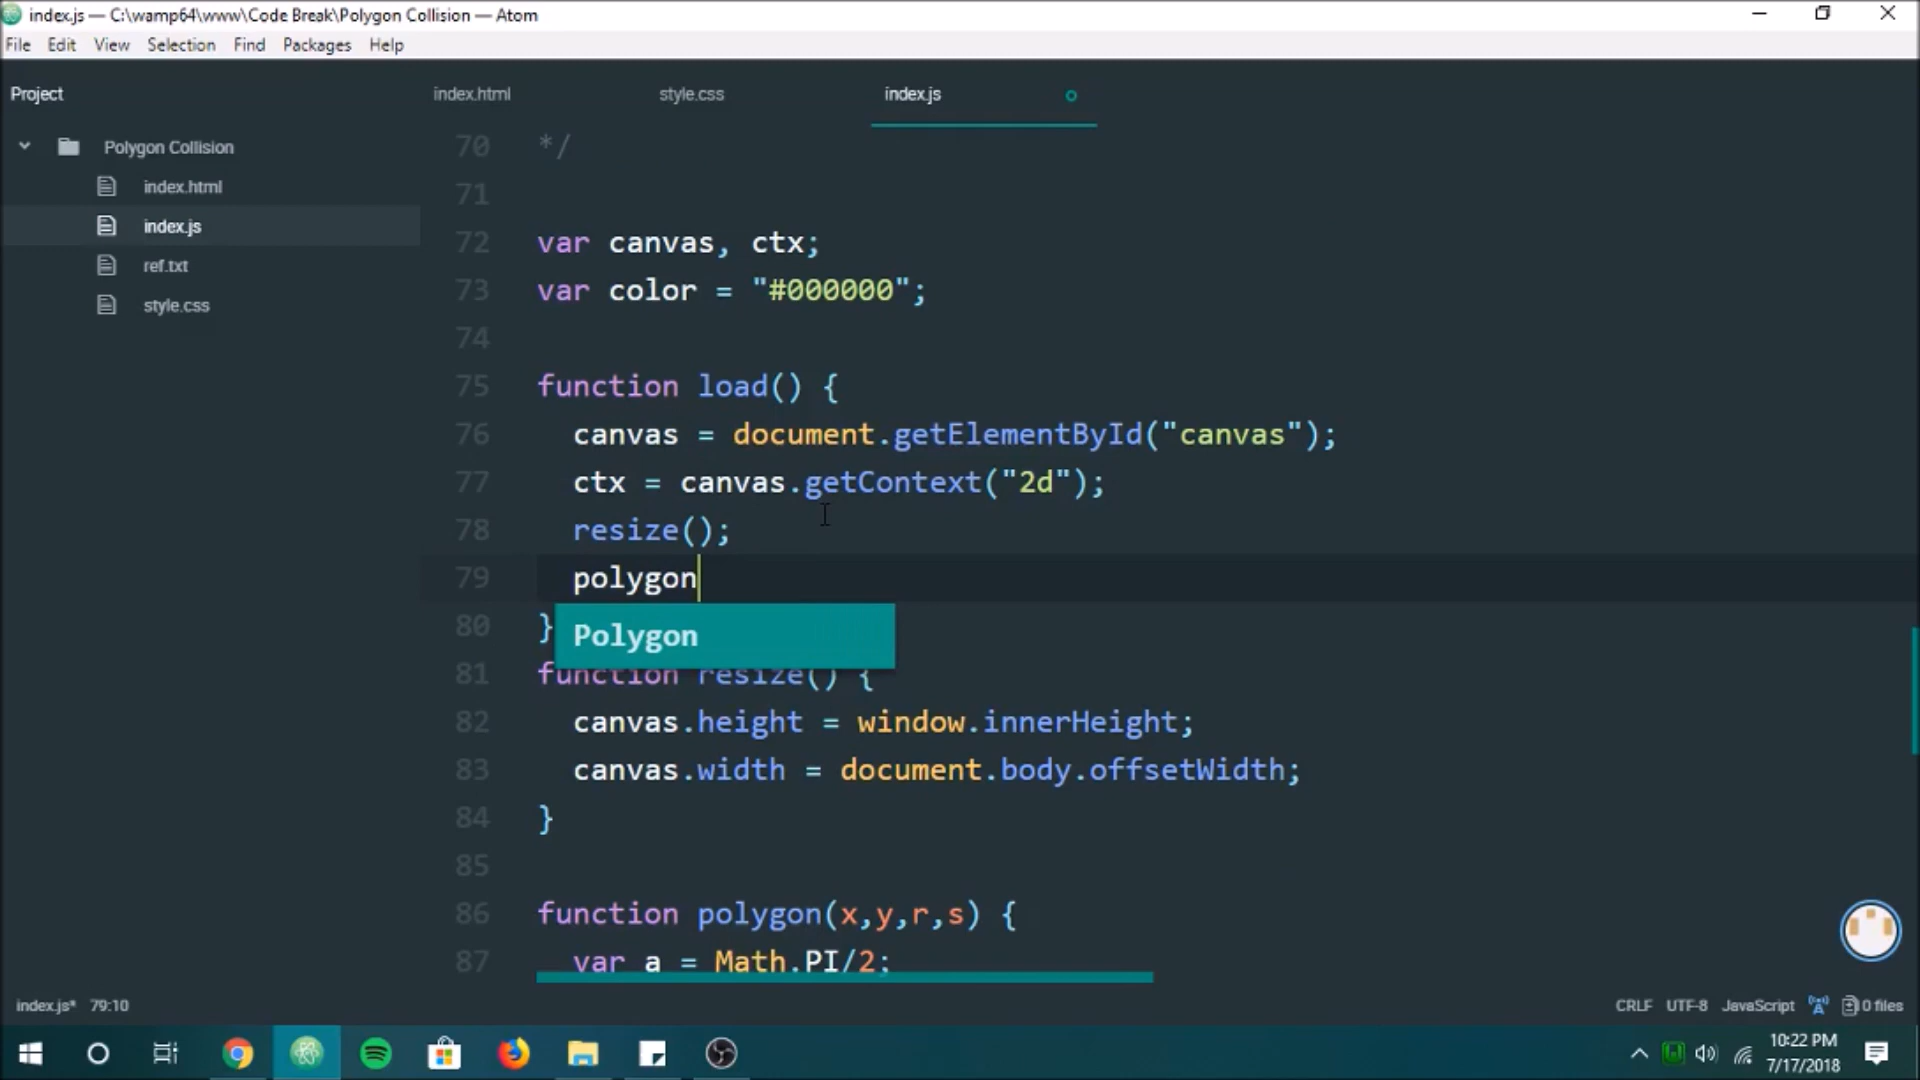 index.js — C:\wamp64\www\Code Break\Polygon Collision — Atom
File Edit View Selection Find Packages Help
Project
index.html style.css index.js
Polygon Collision
index.html
index.js
ref.txt
style.css
70 */
71
72 var canvas, ctx;
73 var color = "#000000";
74
75 function load() {
76 canvas = document.getElementById("canvas");
77 ctx = canvas.getContext("2d");
78 resize();
79 polygon
80 }
Polygon
81 function resize() {
82 canvas.height = window.innerHeight;
83 canvas.width = document.body.offsetWidth;
84 }
85
86 function polygon(x,y,r,s) {
87 var a = Math.PI/2;
index.js* 79:10 CRLF UTF-8 JavaScript 0 files
10:22 PM
7/17/2018